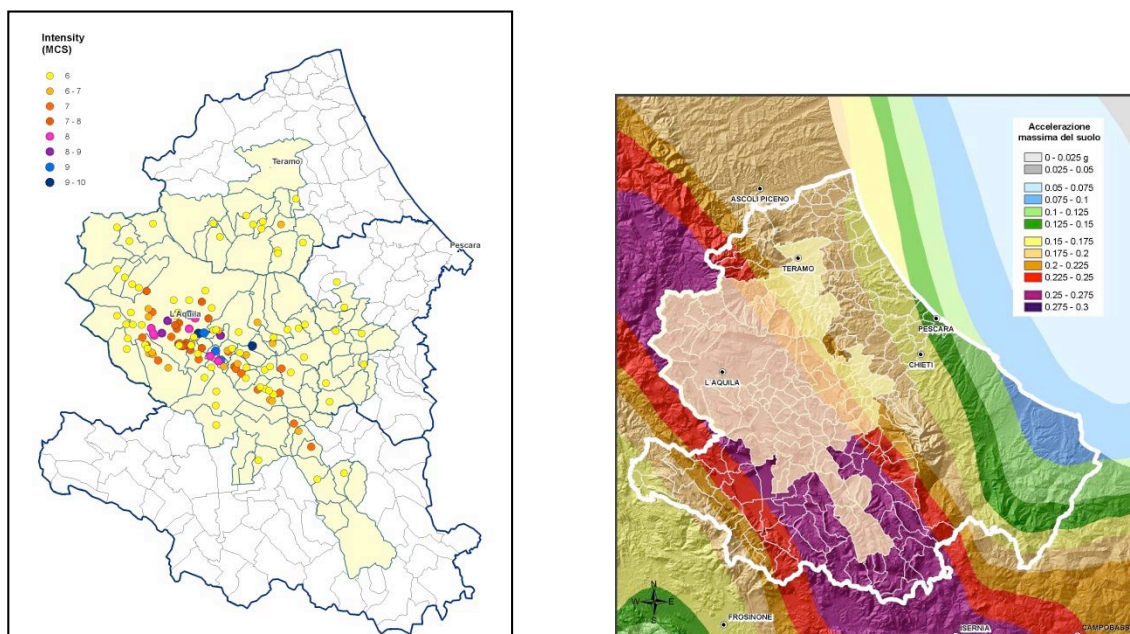 Intensity
(MCS)
6
6 - 7
7
7 - 8
8
8 - 9
9
9 - 10
Teramo
Pescara
L'Aquila
Accelerazione
massima del suolo
0 - 0.025 g
0.025 - 0.05
0.05 - 0.075
0.075 - 0.1
0.1 - 0.125
0.125 - 0.15
0.15 - 0.175
0.175 - 0.2
0.2 - 0.225
0.225 - 0.25
0.25 - 0.275
0.275 - 0.3
ASCOLI PICENO
TERAMO
PESCARA
CHIETI
L AQUILA
N
W E
S
FROSINONE
ISERNIA
CAMPOBASS